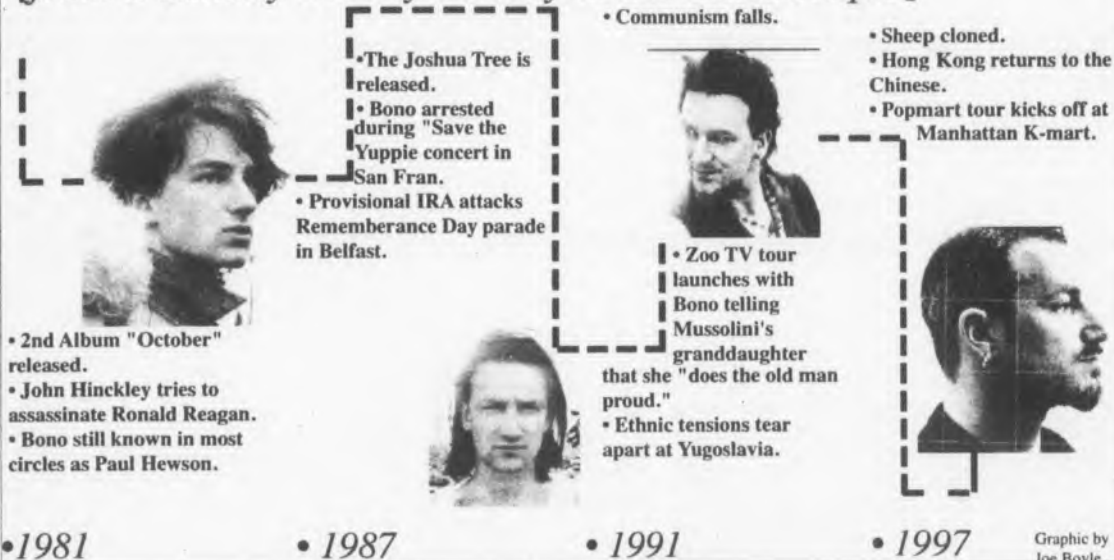 • 2nd Album "October"
released.
• John Hinckley tries to
assassinate Ronald Reagan.
• Bono still known in most
circles as Paul Hewson.
•1981
•The Joshua Tree is
released.
• Bono arrested
during "Save the
Yuppie concert in
San Fran.
• Provisional IRA attacks
Rememberance Day parade
in Belfast.
• 1987
• Communism falls.
• Zoo TV tour
launches with
Bono telling
Mussolini's
granddaughter
that she "does the old man
proud."
• Ethnic tensions tear
apart at Yugoslavia.
• 1991
• Sheep cloned.
• Hong Kong returns to the
Chinese.
• Popmart tour kicks off at
Manhattan K-mart.
• 1997
Graphic by
Joe Boyle